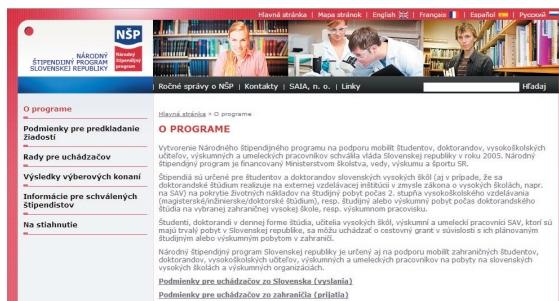 Hlavná stránka | Mapa stránok | English | Français | Español | Русский
NŠP
NÁRODNÝ
ŠTIPENDIJNÝ PROGRAM
SLOVENSKEJ REPUBLIKY
Národný
štipendijný
program
Ročné správy o NŠP | Kontakty | SAIA, n. o. | Linky
Hľadaj
O programe
Podmienky pre predkladanie
žiadostí
Rady pre uchádzačov
Výsledky výberových konaní
Informácie pre schválených
štipendistov
Na stiahnutie
Hlavná stránka > O programe
O PROGRAME
Vytvorenie Národného štipendijného programu na podporu mobilít študentov, doktorandov, vysokoškolských
učiteľov, výskumných a umeleckých pracovníkov schválila vláda Slovenskej republiky v roku 2005. Národný
štipendijný program je financovaný Ministerstvom školstva, vedy, výskumu a športu SR.
Štipendiá sú určené pre študentov a doktorandov slovenských vysokých škôl (aj v prípade, že sa
doktorandské štúdium realizuje na externej vzdelávacej inštitúcii v zmysle zákona o vysokých školách, napr.
na SAV) na pokrytie životných nákladov na študijný pobyt počas 2. stupňa vysokoškolského vzdelávania
(magisterské/inžinierske/doktorské štúdium), resp. študijný alebo výskumný pobyt počas doktorandského
štúdia na vybranej zahraničnej vysokej škole, resp. výskumnom pracovisku.
Študenti, doktorandi v dennej forme štúdia, učitelia vysokých škôl, výskumní a umeleckí pracovníci SAV, ktorí sú
majú trvalý pobyt v Slovenskej republike, sa môžu uchádzať o cestovný grant v súvislosti s ich plánovaným
študijným alebo výskumným pobytom v zahraničí.
Národný štipendijný program Slovenskej republiky je určený aj na podporu mobilít zahraničných študentov,
doktorandov, vysokoškolských učiteľov, výskumných a umeleckých pracovníkov na pobyty na slovenských
vysokých školách a výskumných organizáciách.
Podmienky pre uchádzačov zo Slovenska (vyslania)
Podmienky pre uchádzačov zo zahraničia (prijatia)